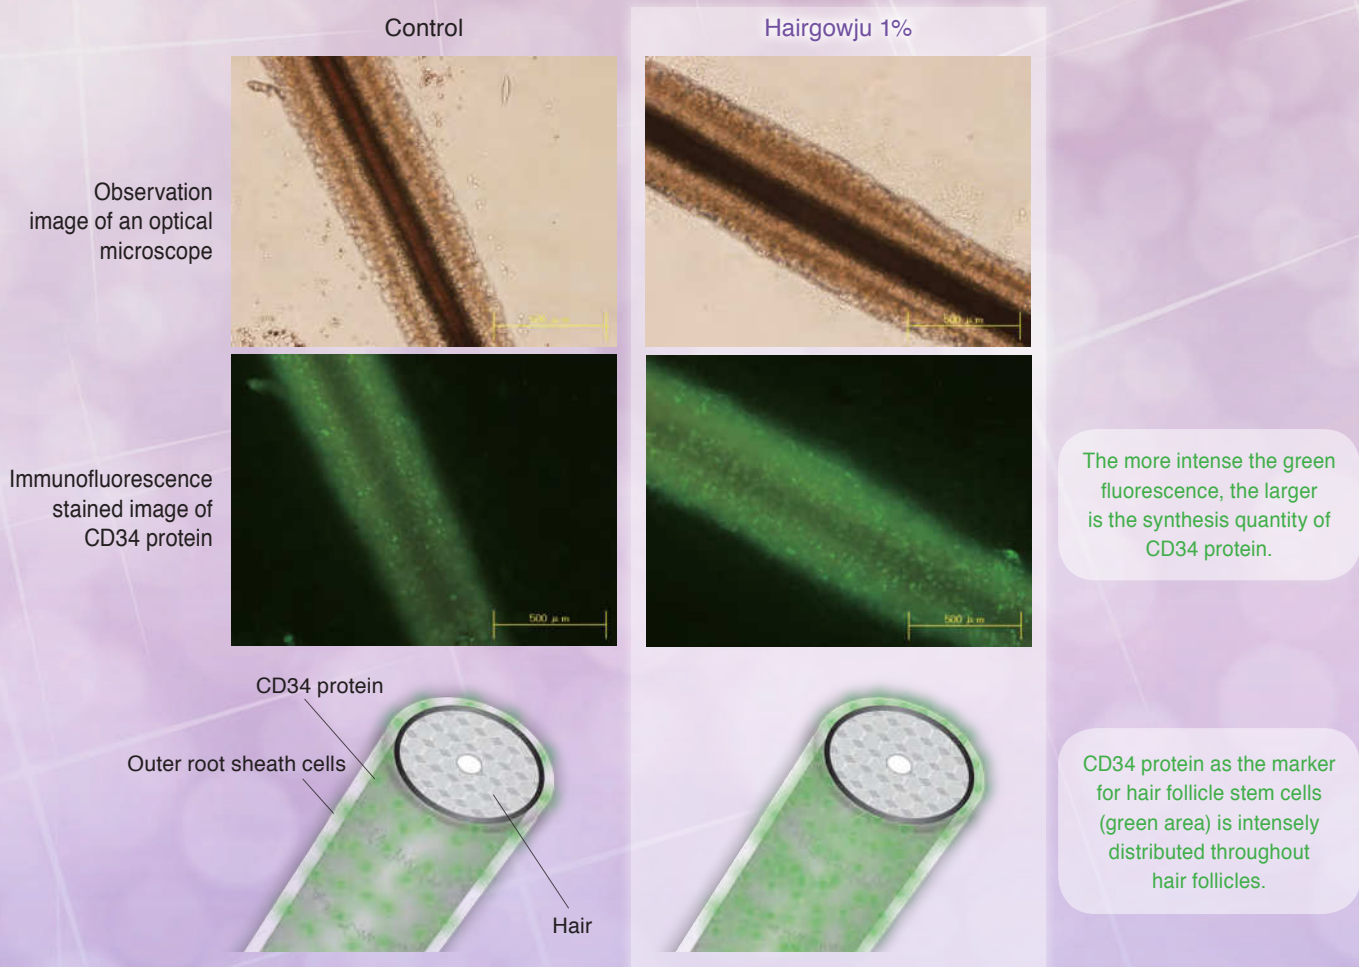 Control
Hairgowju 1%
Observation
image of an optical
microscope
500 µm
Immunofluorescence
stained image of
CD34 protein
500 µm
500 µm
The more intense the green
fluorescence, the larger
is the synthesis quantity of
CD34 protein.
CD34 protein
Outer root sheath cells
Hair
CD34 protein as the marker
for hair follicle stem cells
(green area) is intensely
distributed throughout
hair follicles.